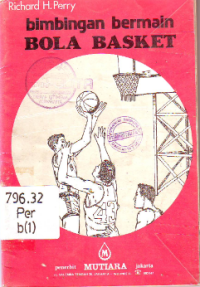 Richard H. Perry
bimbingan bermain
BOLA BASKET
796.32
Per
b(1)
M
penerbit MUTIARA jakarta